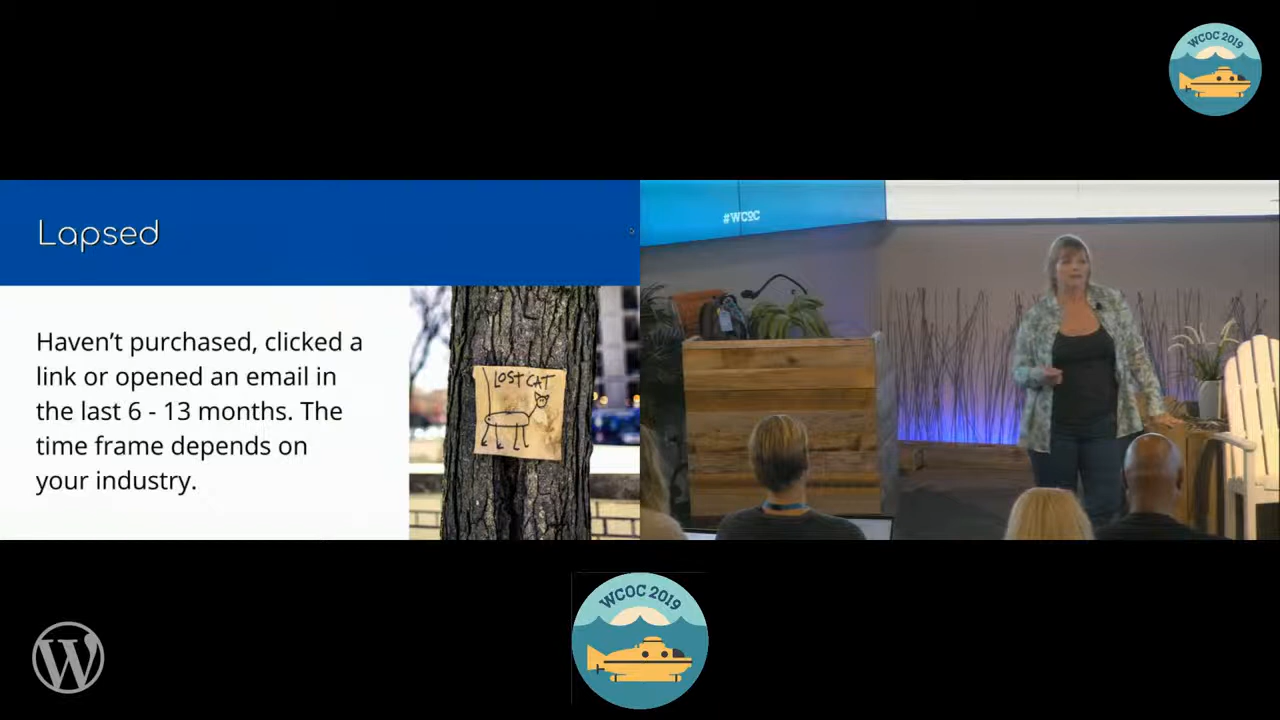 WCOC 2019
Lapsed
#WCOC
Haven't purchased, clicked a
link or opened an email in
the last 6 - 13 months. The
time frame depends on
your industry.
LOST CAT
WCOC 2019
W